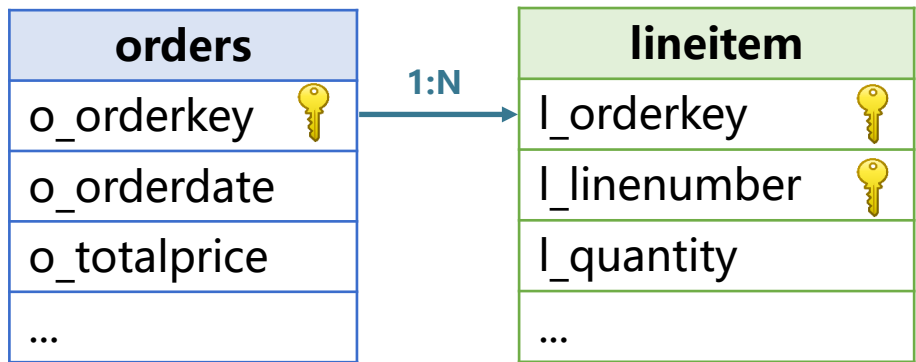 orders
o_orderkey
o_orderdate
o_totalprice
...
1:N
lineitem
l_orderkey
l_linenumber
l_quantity
...